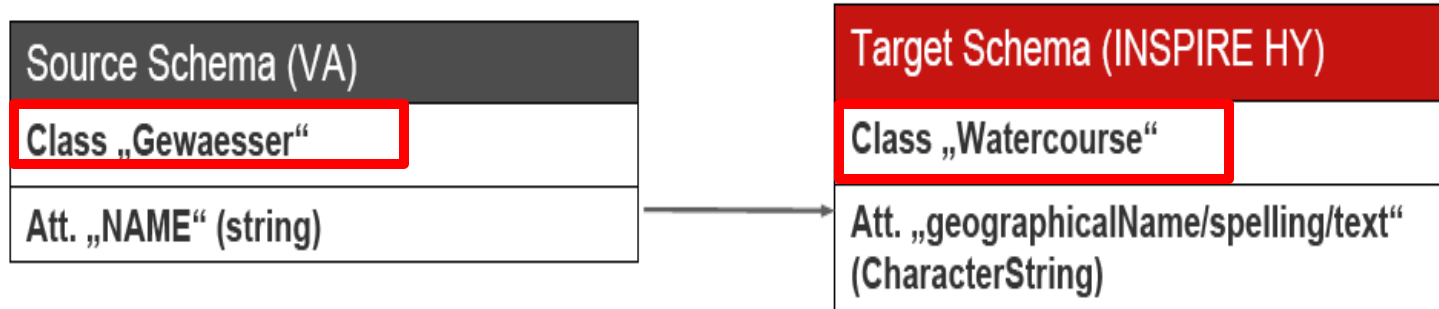 Source Schema (VA)
Class „Gewaesser“
Att. „NAME“ (string)
Target Schema (INSPIRE HY)
Class „Watercourse“
Att. „geographicalName/spelling/text“
(CharacterString)